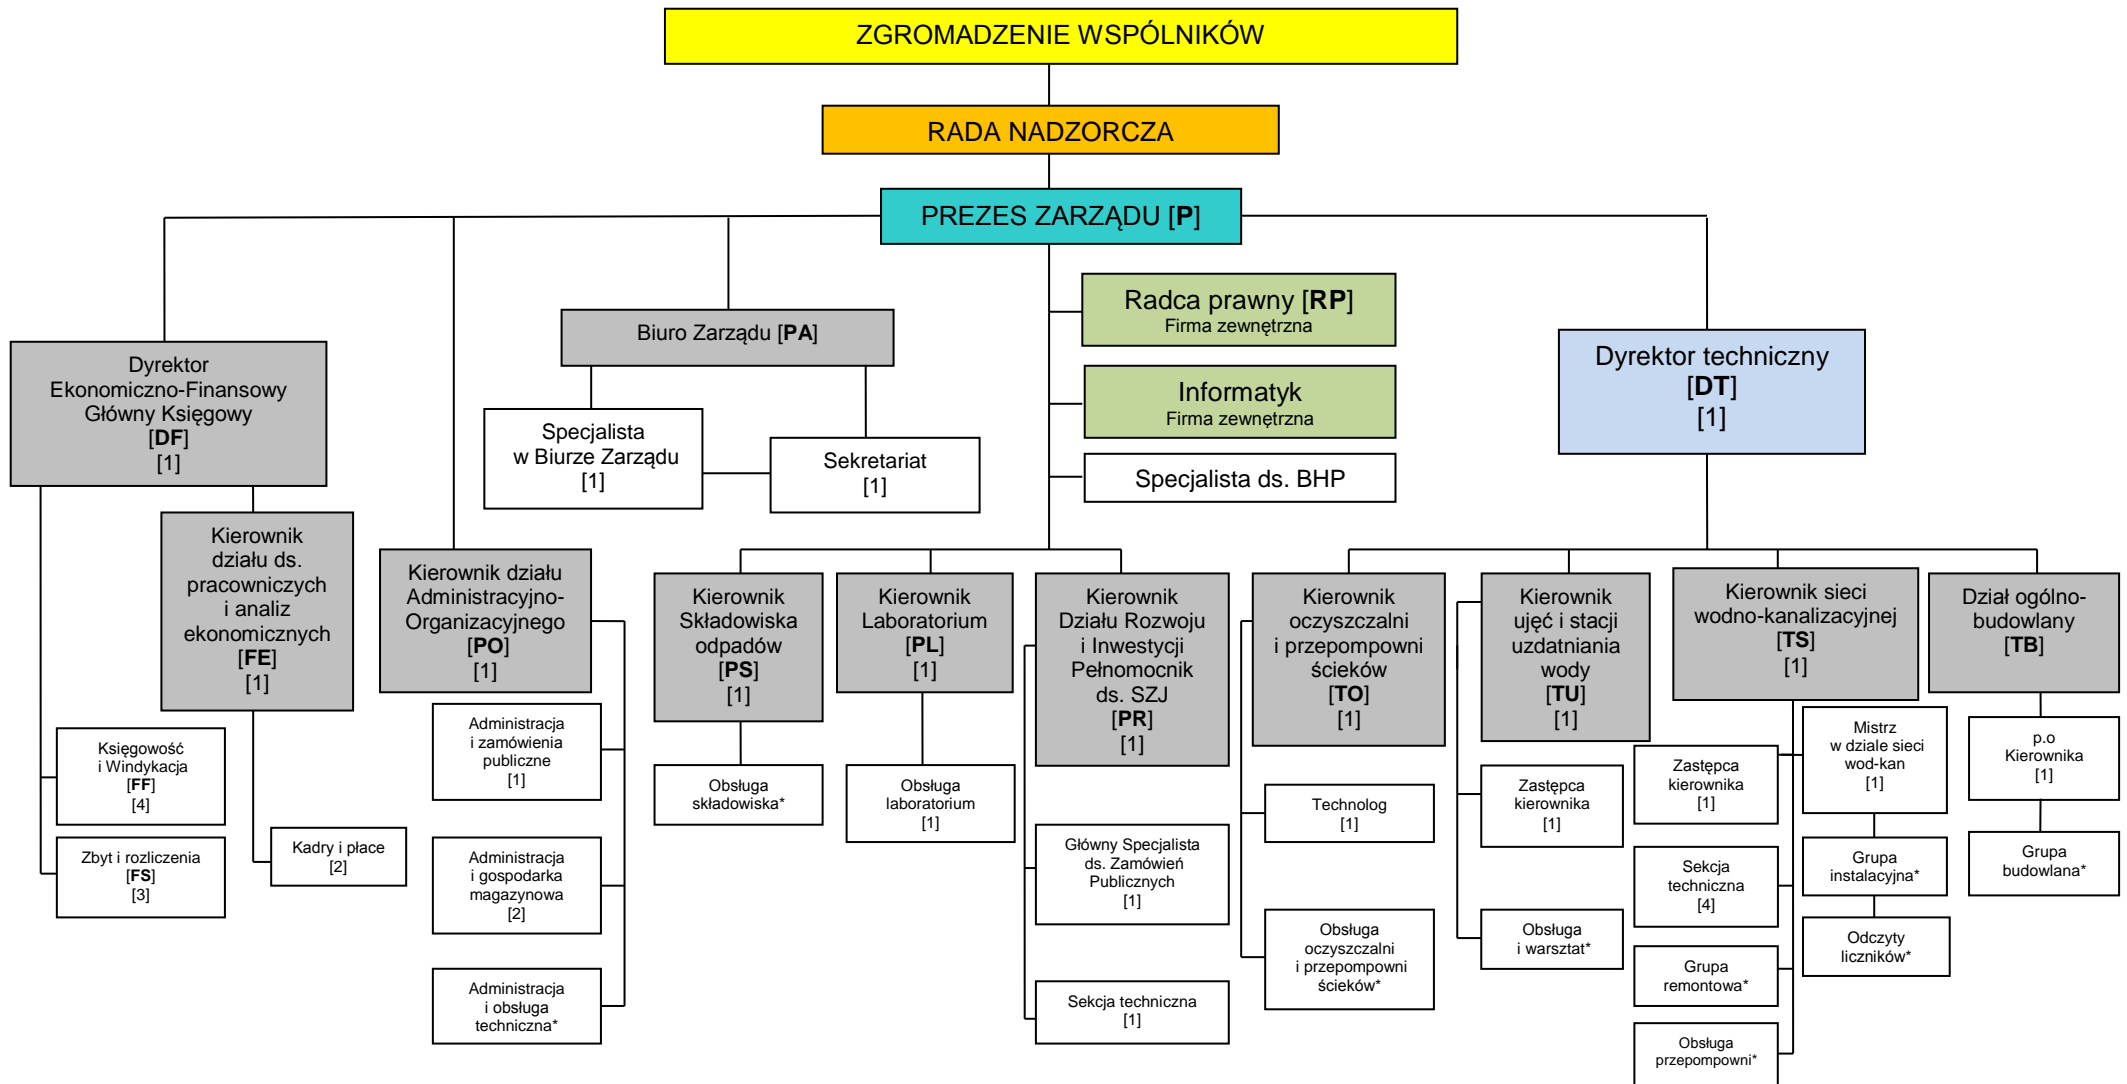 ZGROMADZENIE WSPÓLNIKÓW
RADA NADZORCZA
PREZES ZARZĄDU [P]
Radca prawny [RP]
Firma zewnętrzna
Informatyk
Firma zewnętrzna
Specjalista ds. BHP
Biuro Zarządu [PA]
Specjalista
w Biurze Zarządu
[1]
Sekretariat
[1]
Dyrektor
Ekonomiczno-Finansowy
Główny Księgowy
[DF]
[1]
Kierownik
działu ds.
pracowniczych
i analiz
ekonomicznych
[FE]
[1]
Księgowość
i Windykacja
[FF]
[4]
Zbyt i rozliczenia
[FS]
[3]
Kadry i płace
[2]
Kierownik działu
Administracyjno-
Organizacyjnego
[PO]
[1]
Administracja
i zamówienia
publiczne
[1]
Administracja
i gospodarka
magazynowa
[2]
Administracja
i obsługa
techniczna*
Kierownik
Składowiska
odpadów
[PS]
[1]
Obsługa
składowiska*
Kierownik
Laboratorium
[PL]
[1]
Obsługa
laboratorium
[1]
Kierownik
Działu Rozwoju
i Inwestycji
Pełnomocnik
ds. SZJ
[PR]
[1]
Główny Specjalista
ds. Zamówień
Publicznych
[1]
Sekcja techniczna
[1]
Dyrektor techniczny
[DT]
[1]
Kierownik
oczyszczalni
i przepompowni
ścieków
[TO]
[1]
Technolog
[1]
Obsługa
oczyszczalni
i przepompowni
ścieków*
Kierownik
ujęć i stacji
uzdatniania
wody
[TU]
[1]
Zastępca
kierownika
[1]
Obsługa
i warsztat*
Kierownik sieci
wodno-kanalizacyjnej
[TS]
[1]
Zastępca
kierownika
[1]
Sekcja
techniczna
[4]
Grupa
remontowa*
Obsługa
przepompowni*
Mistrz
w dziale sieci
wod-kan
[1]
Grupa
instalacyjna*
Odczyty
liczników*
Dział ogólno-
budowlany
[TB]
p.o
Kierownika
[1]
Grupa
budowlana*